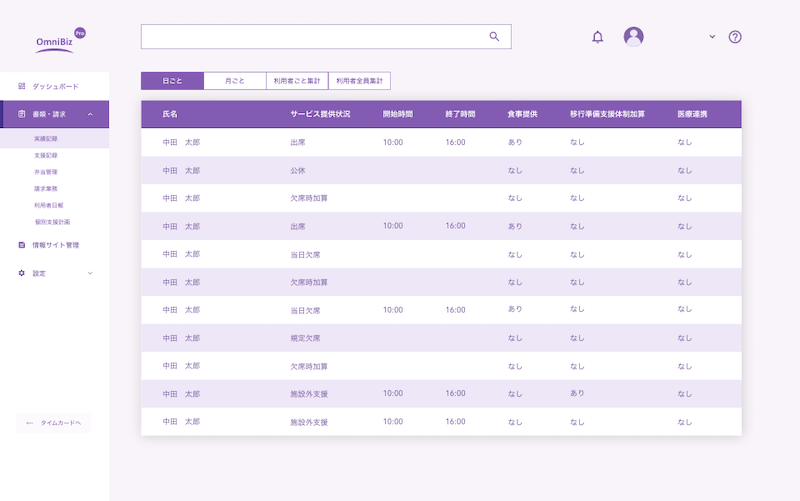 OmniBiz Pro
ダッシュボード
書類・請求
実績記録
支援記録
弁当管理
請求業務
利用者日報
個別支援計画
情報サイト管理
設定
← タイムカードへ
日ごと 月ごと 利用者ごと集計 利用者全員集計
氏名 サービス提供状況 開始時間 終了時間 食事提供 移行準備支援体制加算 医療連携
中田　太郎 出席 10:00 16:00 あり なし なし
中田　太郎 公休 なし なし なし
中田　太郎 欠席時加算 なし なし なし
中田　太郎 出席 10:00 16:00 あり なし なし
中田　太郎 当日欠席 なし なし なし
中田　太郎 欠席時加算 なし なし なし
中田　太郎 当日欠席 10:00 16:00 あり なし なし
中田　太郎 規定欠席 なし なし なし
中田　太郎 欠席時加算 なし なし なし
中田　太郎 施設外支援 10:00 16:00 なし あり なし
中田　太郎 施設外支援 10:00 16:00 なし なし なし